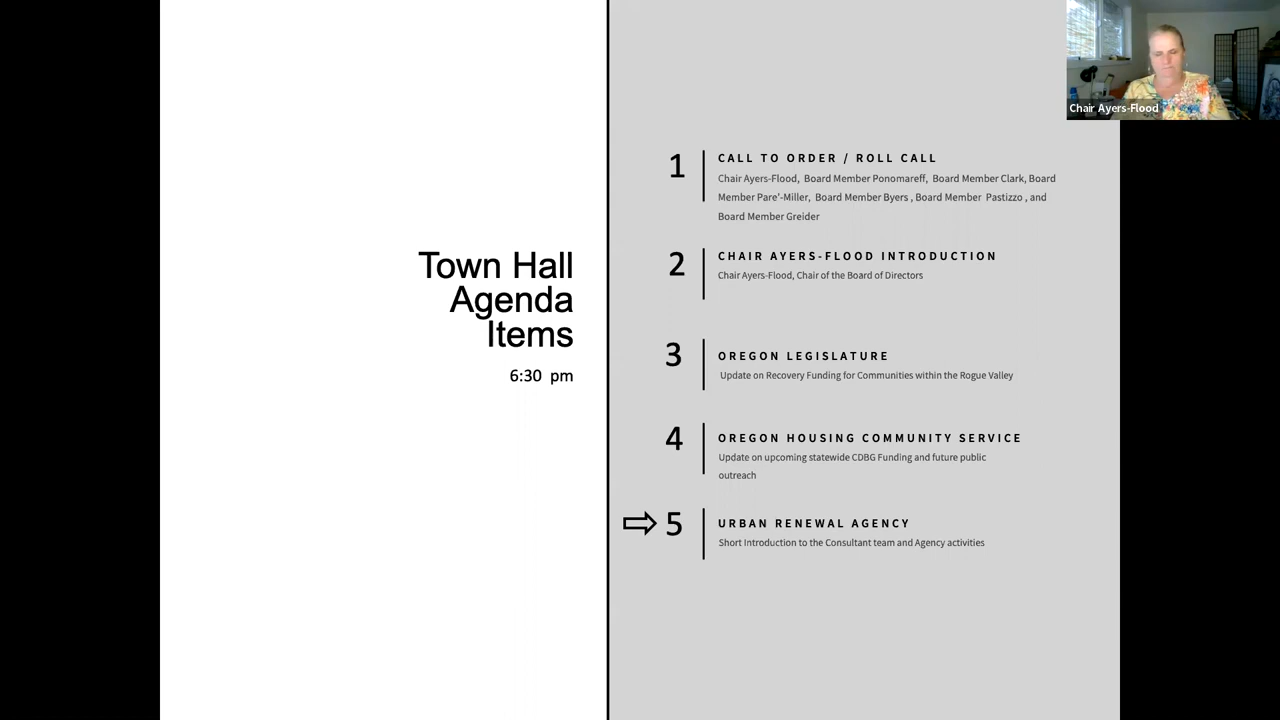 Town Hall
Agenda
Items
6:30 pm
1
CALL TO ORDER / ROLL CALL
Chair Ayers-Flood, Board Member Ponomareff, Board Member Clark, Board
Member Pare'-Miller, Board Member Byers , Board Member Pastizzo , and
Board Member Greider
2
CHAIR AYERS-FLOOD INTRODUCTION
Chair Ayers-Flood, Chair of the Board of Directors
3
OREGON LEGISLATURE
Update on Recovery Funding for Communities within the Rogue Valley
4
OREGON HOUSING COMMUNITY SERVICE
Update on upcoming statewide CDBG Funding and future public
outreach
5
URBAN RENEWAL AGENCY
Short Introduction to the Consultant team and Agency activities
Chair Ayers-Flood